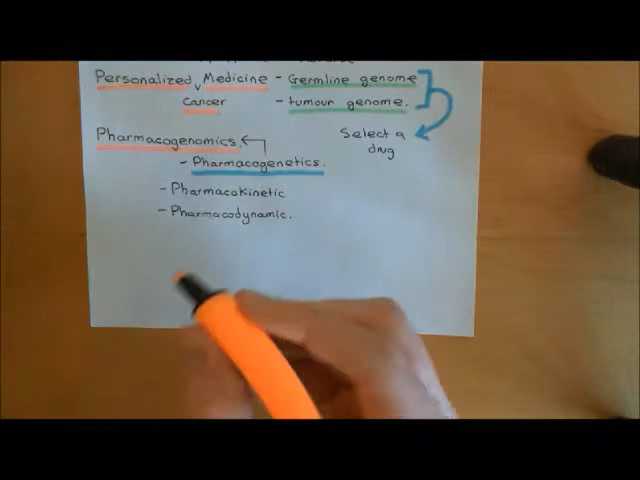 Personalized Medicine - Germline genome
v
cancer - tumour genome.
Select a
drug
Pharmacogenomics.
- Pharmacogenetics.
- Pharmacokinetic
- Pharmacodynamic.